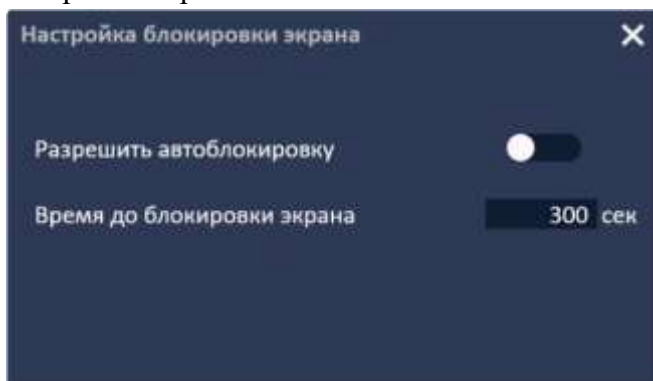 Настройка блокировки экрана
Разрешить автоблокировку
Время до блокировки экрана 300 сек